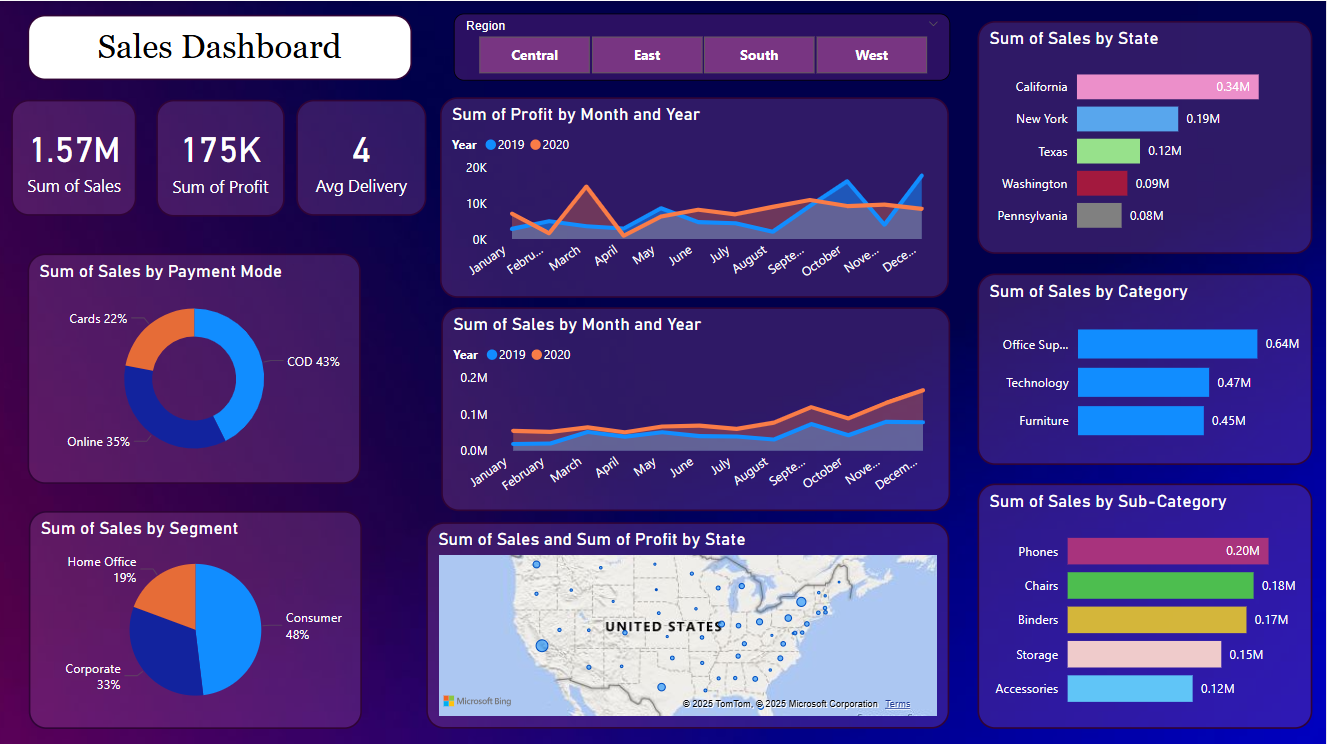 Sales Dashboard
Region
Central East South West
1.57M
Sum of Sales
175K
Sum of Profit
4
Avg Delivery
Sum of Sales by Payment Mode
Cards 22%
COD 43%
Online 35%
Sum of Sales by Segment
Home Office
19%
Consumer
48%
Corporate
33%
Sum of Profit by Month and Year
Year 2019 2020
20K
10K
0K
January Febru... March April May June July August Septe... October Nove... Dece...
Sum of Sales by Month and Year
Year 2019 2020
0.2M
0.1M
0.0M
January February March April May June July August Septe... October Nove... Decem...
Sum of Sales and Sum of Profit by State
UNITED STATES
Microsoft Bing
© 2025 TomTom, © 2025 Microsoft Corporation Terms
Sum of Sales by State
California 0.34M
New York 0.19M
Texas 0.12M
Washington 0.09M
Pennsylvania 0.08M
Sum of Sales by Category
Office Sup... 0.64M
Technology 0.47M
Furniture 0.45M
Sum of Sales by Sub-Category
Phones 0.20M
Chairs 0.18M
Binders 0.17M
Storage 0.15M
Accessories 0.12M